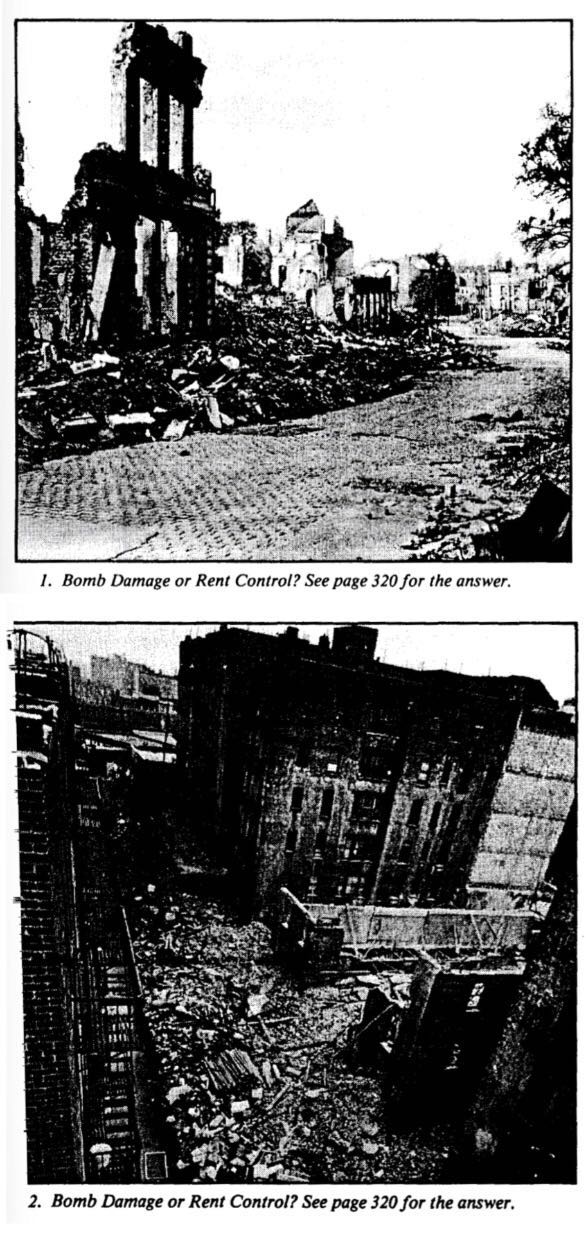 1. Bomb Damage or Rent Control? See page 320 for the answer.
2. Bomb Damage or Rent Control? See page 320 for the answer.